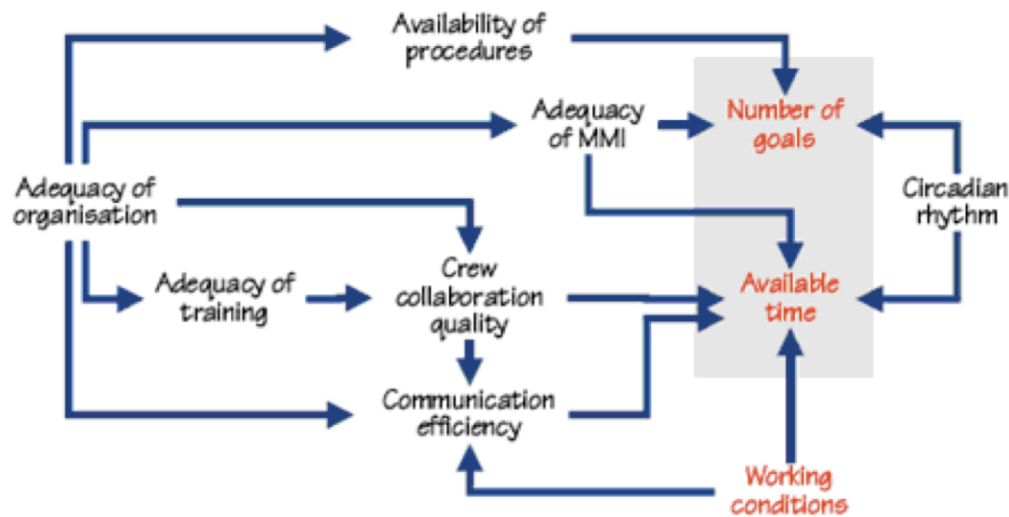 Availability of
procedures
Adequacy
of MMI
Number of
goals
Adequacy of
organisation
Circadian
rhythm
Adequacy of
training
Crew
collaboration
quality
Available
time
Communication
efficiency
Working
conditions